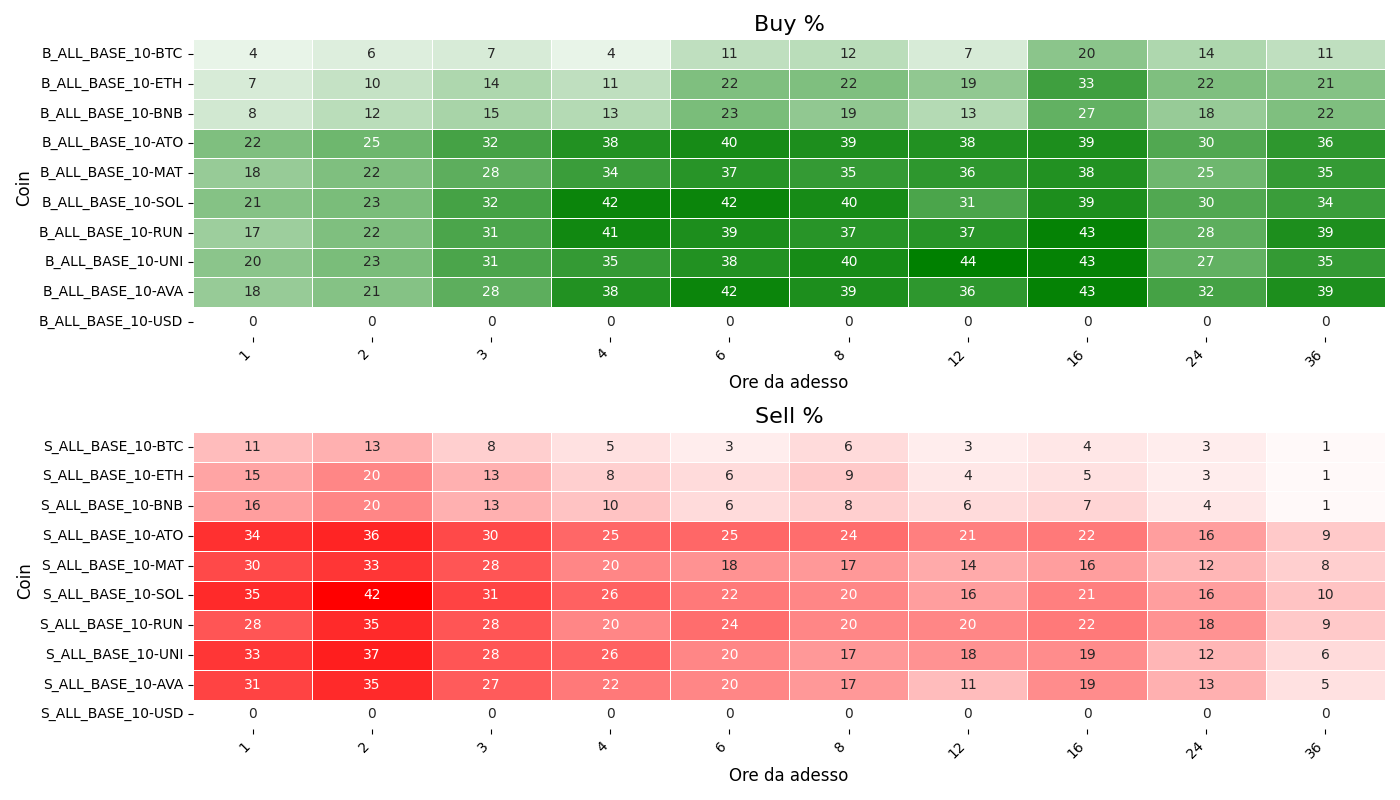 Buy %
Coin
B_ALL_BASE_10-BTC 4 6 7 4 11 12 7 20 14 11
B_ALL_BASE_10-ETH 7 10 14 11 22 22 19 33 22 21
B_ALL_BASE_10-BNB 8 12 15 13 23 19 13 27 18 22
B_ALL_BASE_10-ATO 22 25 32 38 40 39 38 39 30 36
B_ALL_BASE_10-MAT 18 22 28 34 37 35 36 38 25 35
B_ALL_BASE_10-SOL 21 23 32 42 42 40 31 39 30 34
B_ALL_BASE_10-RUN 17 22 31 41 39 37 37 43 28 39
B_ALL_BASE_10-UNI 20 23 31 35 38 40 44 43 27 35
B_ALL_BASE_10-AVA 18 21 28 38 42 39 36 43 32 39
B_ALL_BASE_10-USD 0 0 0 0 0 0 0 0 0 0
1 2 3 4 6 8 12 16 24 36
Ore da adesso
Sell %
Coin
S_ALL_BASE_10-BTC 11 13 8 5 3 6 3 4 3 1
S_ALL_BASE_10-ETH 15 20 13 8 6 9 4 5 3 1
S_ALL_BASE_10-BNB 16 20 13 10 6 8 6 7 4 1
S_ALL_BASE_10-ATO 34 36 30 25 25 24 21 22 16 9
S_ALL_BASE_10-MAT 30 33 28 20 18 17 14 16 12 8
S_ALL_BASE_10-SOL 35 42 31 26 22 20 16 21 16 10
S_ALL_BASE_10-RUN 28 35 28 20 24 20 20 22 18 9
S_ALL_BASE_10-UNI 33 37 28 26 20 17 18 19 12 6
S_ALL_BASE_10-AVA 31 35 27 22 20 17 11 19 13 5
S_ALL_BASE_10-USD 0 0 0 0 0 0 0 0 0 0
1 2 3 4 6 8 12 16 24 36
Ore da adesso